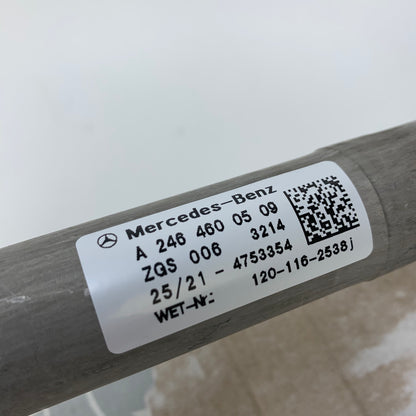 Mercedes-Benz
A 246 460 05 09
ZGS 006 3214
25/21 - 4753354
WET-Nr: 120-116-2538j